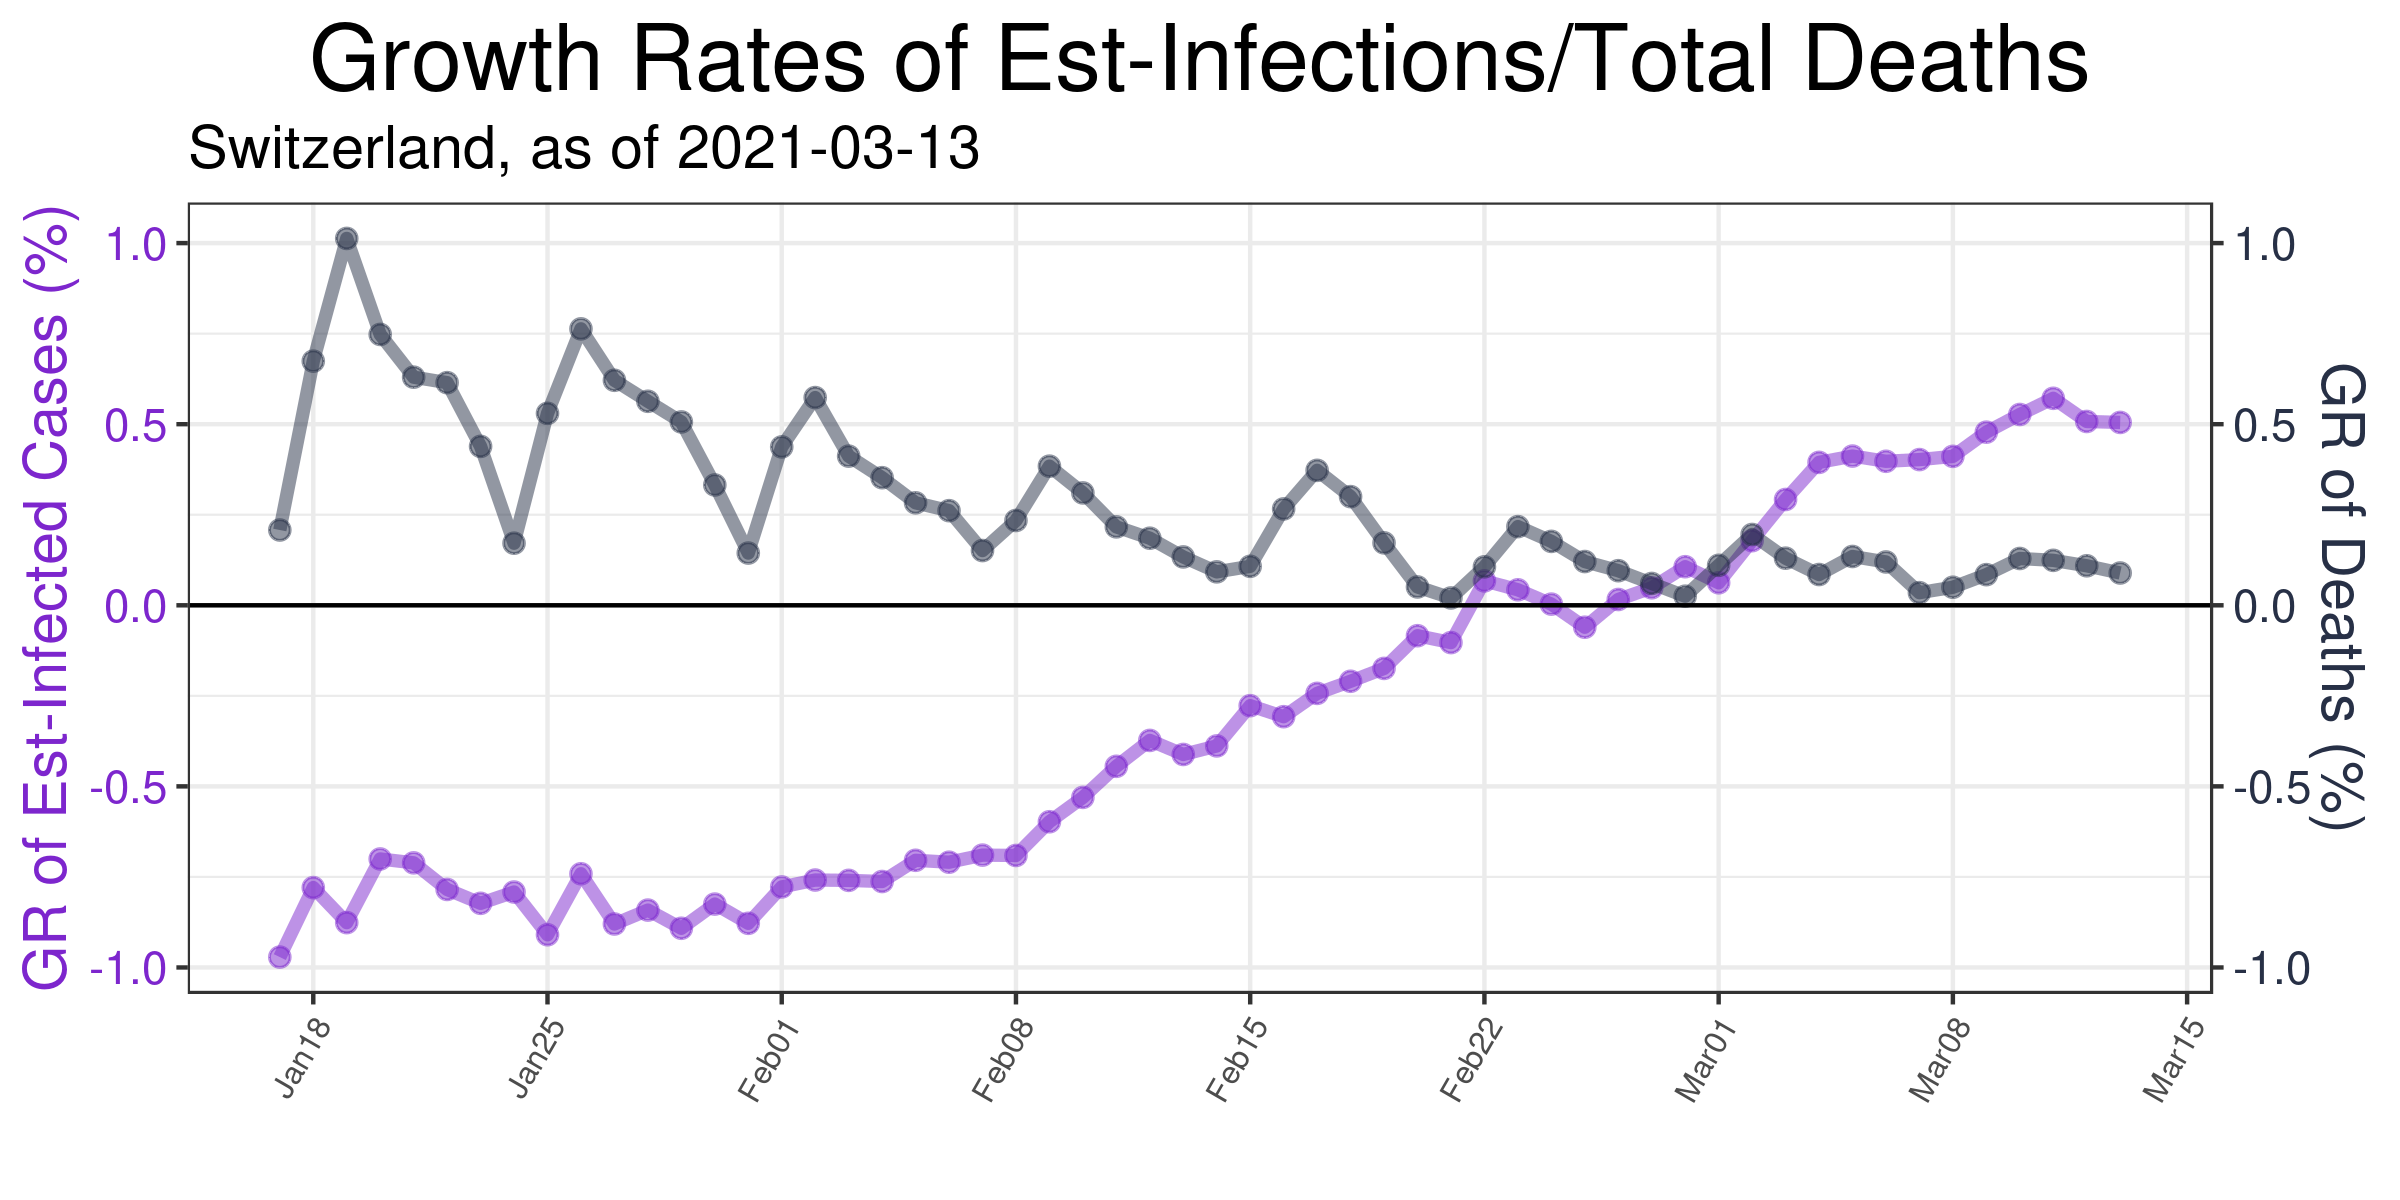 Growth Rates of Est-Infections/Total Deaths
Switzerland, as of 2021-03-13
GR of Est-Infected Cases (%)
1.0
0.5
0.0
-0.5
-1.0
1.0
0.5
0.0
-0.5
-1.0
GR of Deaths (%)
Jan18
Jan25
Feb01
Feb08
Feb15
Feb22
Mar01
Mar08
Mar15